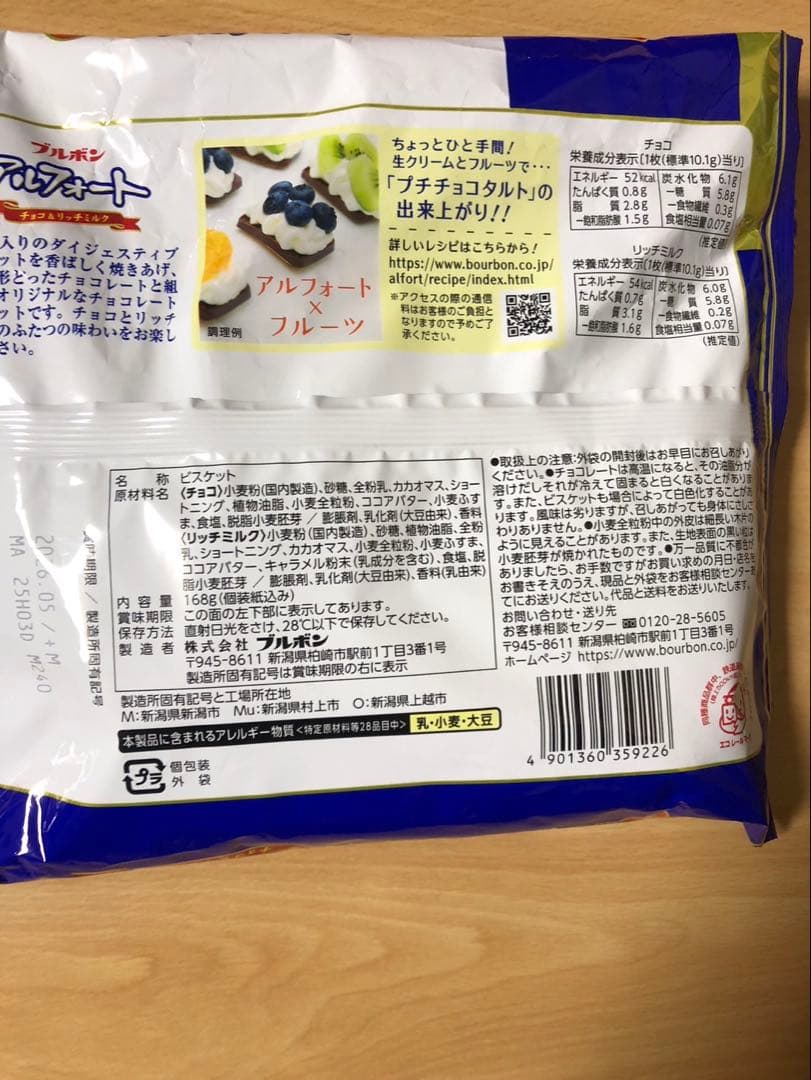 ブルボン
アルフォート
チョコ&リッチミルク
入りのダイジェスティブ
ットを香ばしく焼きあげ、
形どったチョコレートと組
オリジナルなチョコレート
ットです。チョコとリッチ
のふたつの味わいをお楽し
さい。
アルフォート
×
フルーツ
調理例
ちょっとひと手間!
生クリームとフルーツで・・・
「プチチョコタルト」の
出来上がり!!
詳しいレシピはこちらから!
https://www.bourbon.co.jp/
alfort/recipe/index.html
※アクセスの際の通信
料はお客様のご負担と
なりますので予めご了
承ください。
チョコ
栄養成分表示[1枚(標準10.1g)当り]
エネルギー 52kcal 炭水化物 6.1g
たんぱく質 0.8g 一糖 質 5.8g
脂 質 2.8g 一食物繊維 0.3g
一飽和脂肪酸 1.5g 食塩相当量 0.07g
(推定値)
リッチミルク
栄養成分表示[1枚(標準10.1g)当り]
エネルギー 54kcal 炭水化物 6.0g
たんぱく質 0.7g 一糖 質 5.8g
脂 質 3.1g 一食物繊維 0.2g
一飽和脂肪酸 1.6g 食塩相当量 0.07g
(推定値)
名 称 ビスケット
原材料名 〈チョコ〉小麦粉(国内製造)、砂糖、全粉乳、カカオマス、ショー
トニング、植物油脂、小麦全粒粉、ココアバター、小麦ふす
ま、食塩、脱脂小麦胚芽 / 膨脹剤、乳化剤(大豆由来)、香料
〈リッチミルク〉小麦粉(国内製造)、砂糖、植物油脂、全粉
乳、ショートニング、カカオマス、小麦全粒粉、小麦ふすま、
ココアバター、キャラメル粉末(乳成分を含む)、食塩、脱
脂小麦胚芽 / 膨脹剤、乳化剤(大豆由来)、香料(乳由来)
内 容 量 168g(個装紙込み)
賞味期限 この面の左下部に表示してあります。
保存方法 直射日光をさけ、28℃以下で保存してください。
製 造 者 株式会社 ブルボン
〒945-8611 新潟県柏崎市駅前1丁目3番1号
製造所固有記号は賞味期限の右に表示
製造所固有記号と工場所在地
M:新潟県新潟市 Mu:新潟県村上市 O:新潟県上越市
本製品に含まれるアレルギー物質<特定原材料等28品目中> 乳・小麦・大豆
プラ
個包装
外 袋
●取扱上の注意:外袋の開封後はお早目にお召しあがり
ください。●チョコレートは高温になると、その油脂分が
溶けだし、それが冷えて固まると白くなることがありま
す。また、ビスケットも場合によって白色化することがあ
ります。風味は劣りますが、召しあがっても身体にさしさ
わりありません。●小麦全粒粉中の外皮は細長い木片の
ように見えることがあります。また、生地表面の黒い粒は
小麦胚芽が焼かれたものです。●万一品質に不都合が
ありましたら、お手数ですがお買い求めの月日・店名を
お書きそえのうえ、現品と外袋をお客様相談センターあ
てにお送りください。代品と送料をお送りいたします。
お問い合わせ・送り先
お客様相談センター 0120-28-5605
〒945-8611 新潟県柏崎市駅前1丁目3番1号
ホームページ https://www.bourbon.co.jp/
4 901360 359226
エコレールマーク
賞味期限 / 製造所固有記号
2026.05 / +M
MA 25H03D M240